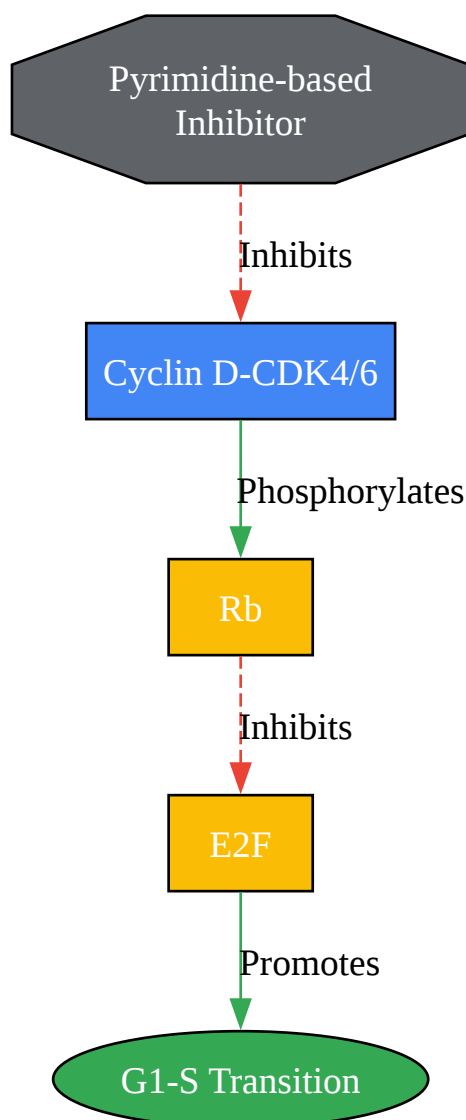 Pyrimidine-based
Inhibitor
Inhibits
Cyclin D-CDK4/6
Phosphorylates
Rb
Inhibits
E2F
Promotes
G1-S Transition